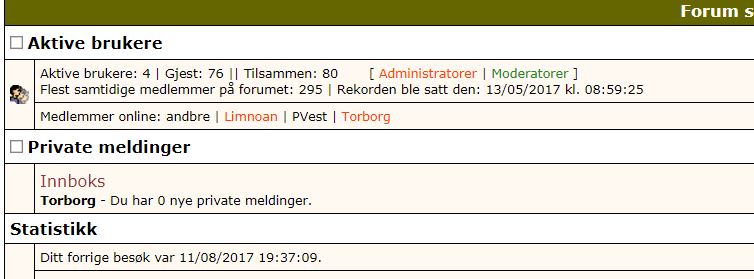 Forum s
Aktive brukere
Aktive brukere: 4 | Gjest: 76 || Tilsammen: 80 [ Administratorer | Moderatorer ]
Flest samtidige medlemmer på forumet: 295 | Rekorden ble satt den: 13/05/2017 kl. 08:59:25
Medlemmer online: andbre | Limnoan | PVest | Torborg
Private meldinger
Innboks
Torborg - Du har 0 nye private meldinger.
Statistikk
Ditt forrige besøk var 11/08/2017 19:37:09.